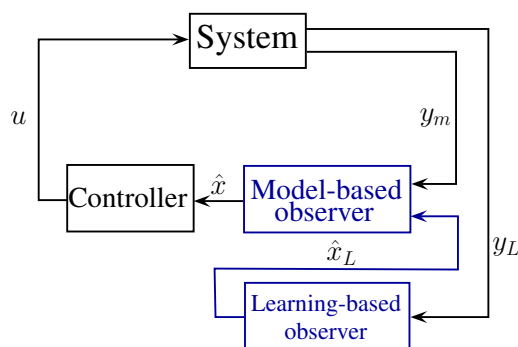 System
u
y_m
Controller
x̂
Model-based
observer
x̂_L
y_L
Learning-based
observer